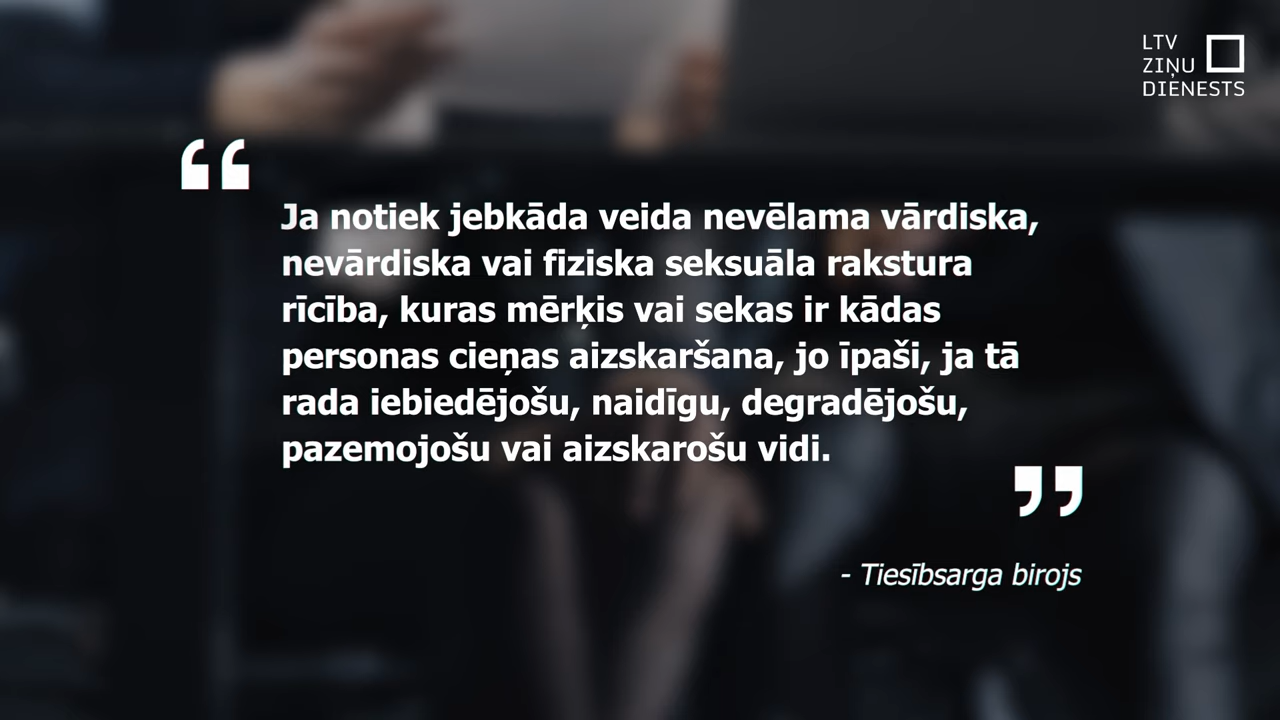 LTV
ZIŅU
DIENESTS
“
Ja notiek jebkāda veida nevēlama vārdiska,
nevārdiska vai fiziska seksuāla rakstura
rīcība, kuras mērķis vai sekas ir kādas
personas cieņas aizskaršana, jo īpaši, ja tā
rada iebiedējošu, naidīgu, degradējošu,
pazemojošu vai aizskarošu vidi.
”
- Tiesībsarga birojs